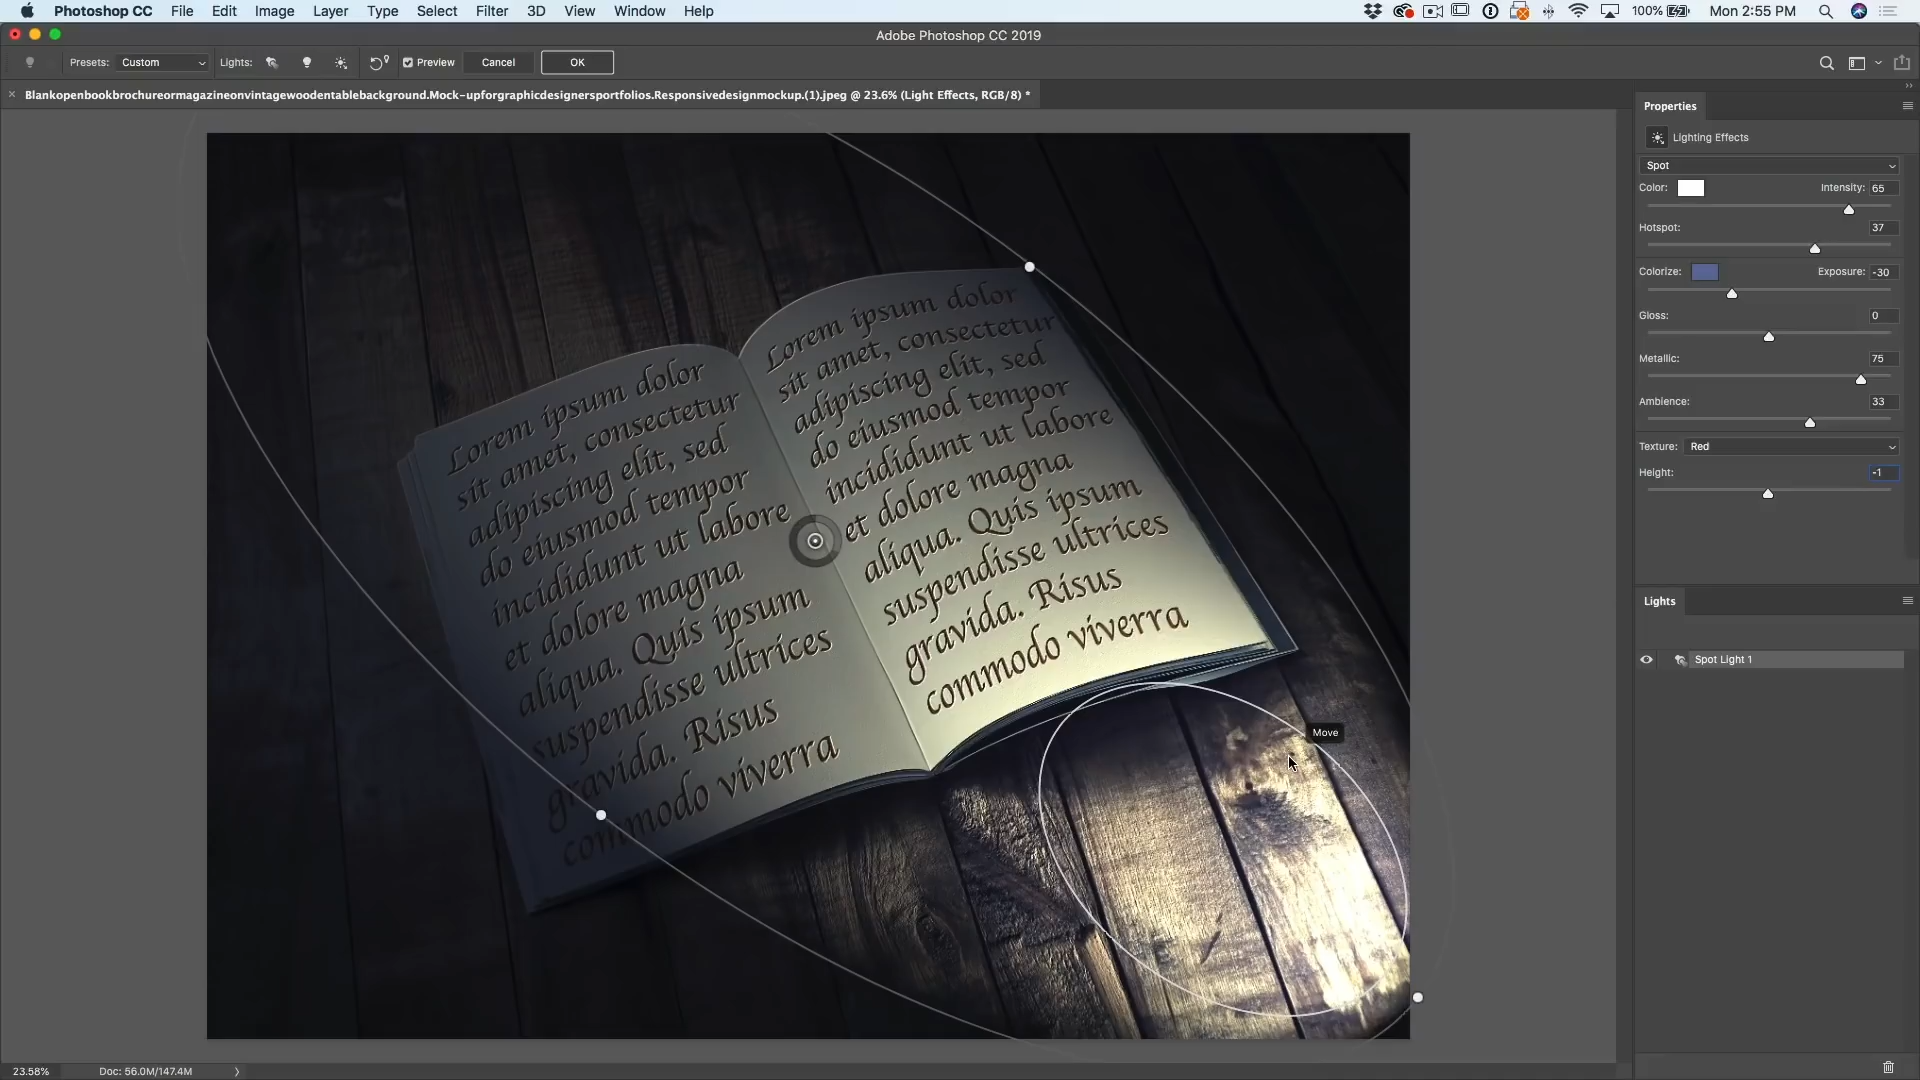 Photoshop CC File Edit Image Layer Type Select Filter 3D View Window Help 100% Mon 2:55 PM
Adobe Photoshop CC 2019
Presets: Custom Lights: Preview Cancel OK
BlankopenbookbrochureormagazineonvintagewoodentablebackgroundMock-upforgraphicdesignersportfolios.Responsivedesignmockup.(1).jpeg @ 23.6% (Light Effects, RGB/8) *
Properties
Lighting Effects
Spot
Color: Intensity: 65
Hotspot: 37
Colorize: Exposure: -30
Gloss: 0
Metallic: 75
Ambience: 33
Texture: Red
Height: -1
Lights
Spot Light 1
Lorem ipsum dolor
sit amet, consectetur
adipiscing elit, sed
do eiusmod tempor
incididunt ut labore
et dolore magna
aliqua. Quis ipsum
suspendisse ultrices
gravida. Risus
commodo viverra
Lorem ipsum dolor
sit amet, consectetur
adipiscing elit, sed
do eiusmod tempor
incididunt ut labore
et dolore magna
aliqua. Quis ipsum
suspendisse ultrices
gravida. Risus
commodo viverra
Move
23.58% Doc: 56.0M/147.4M